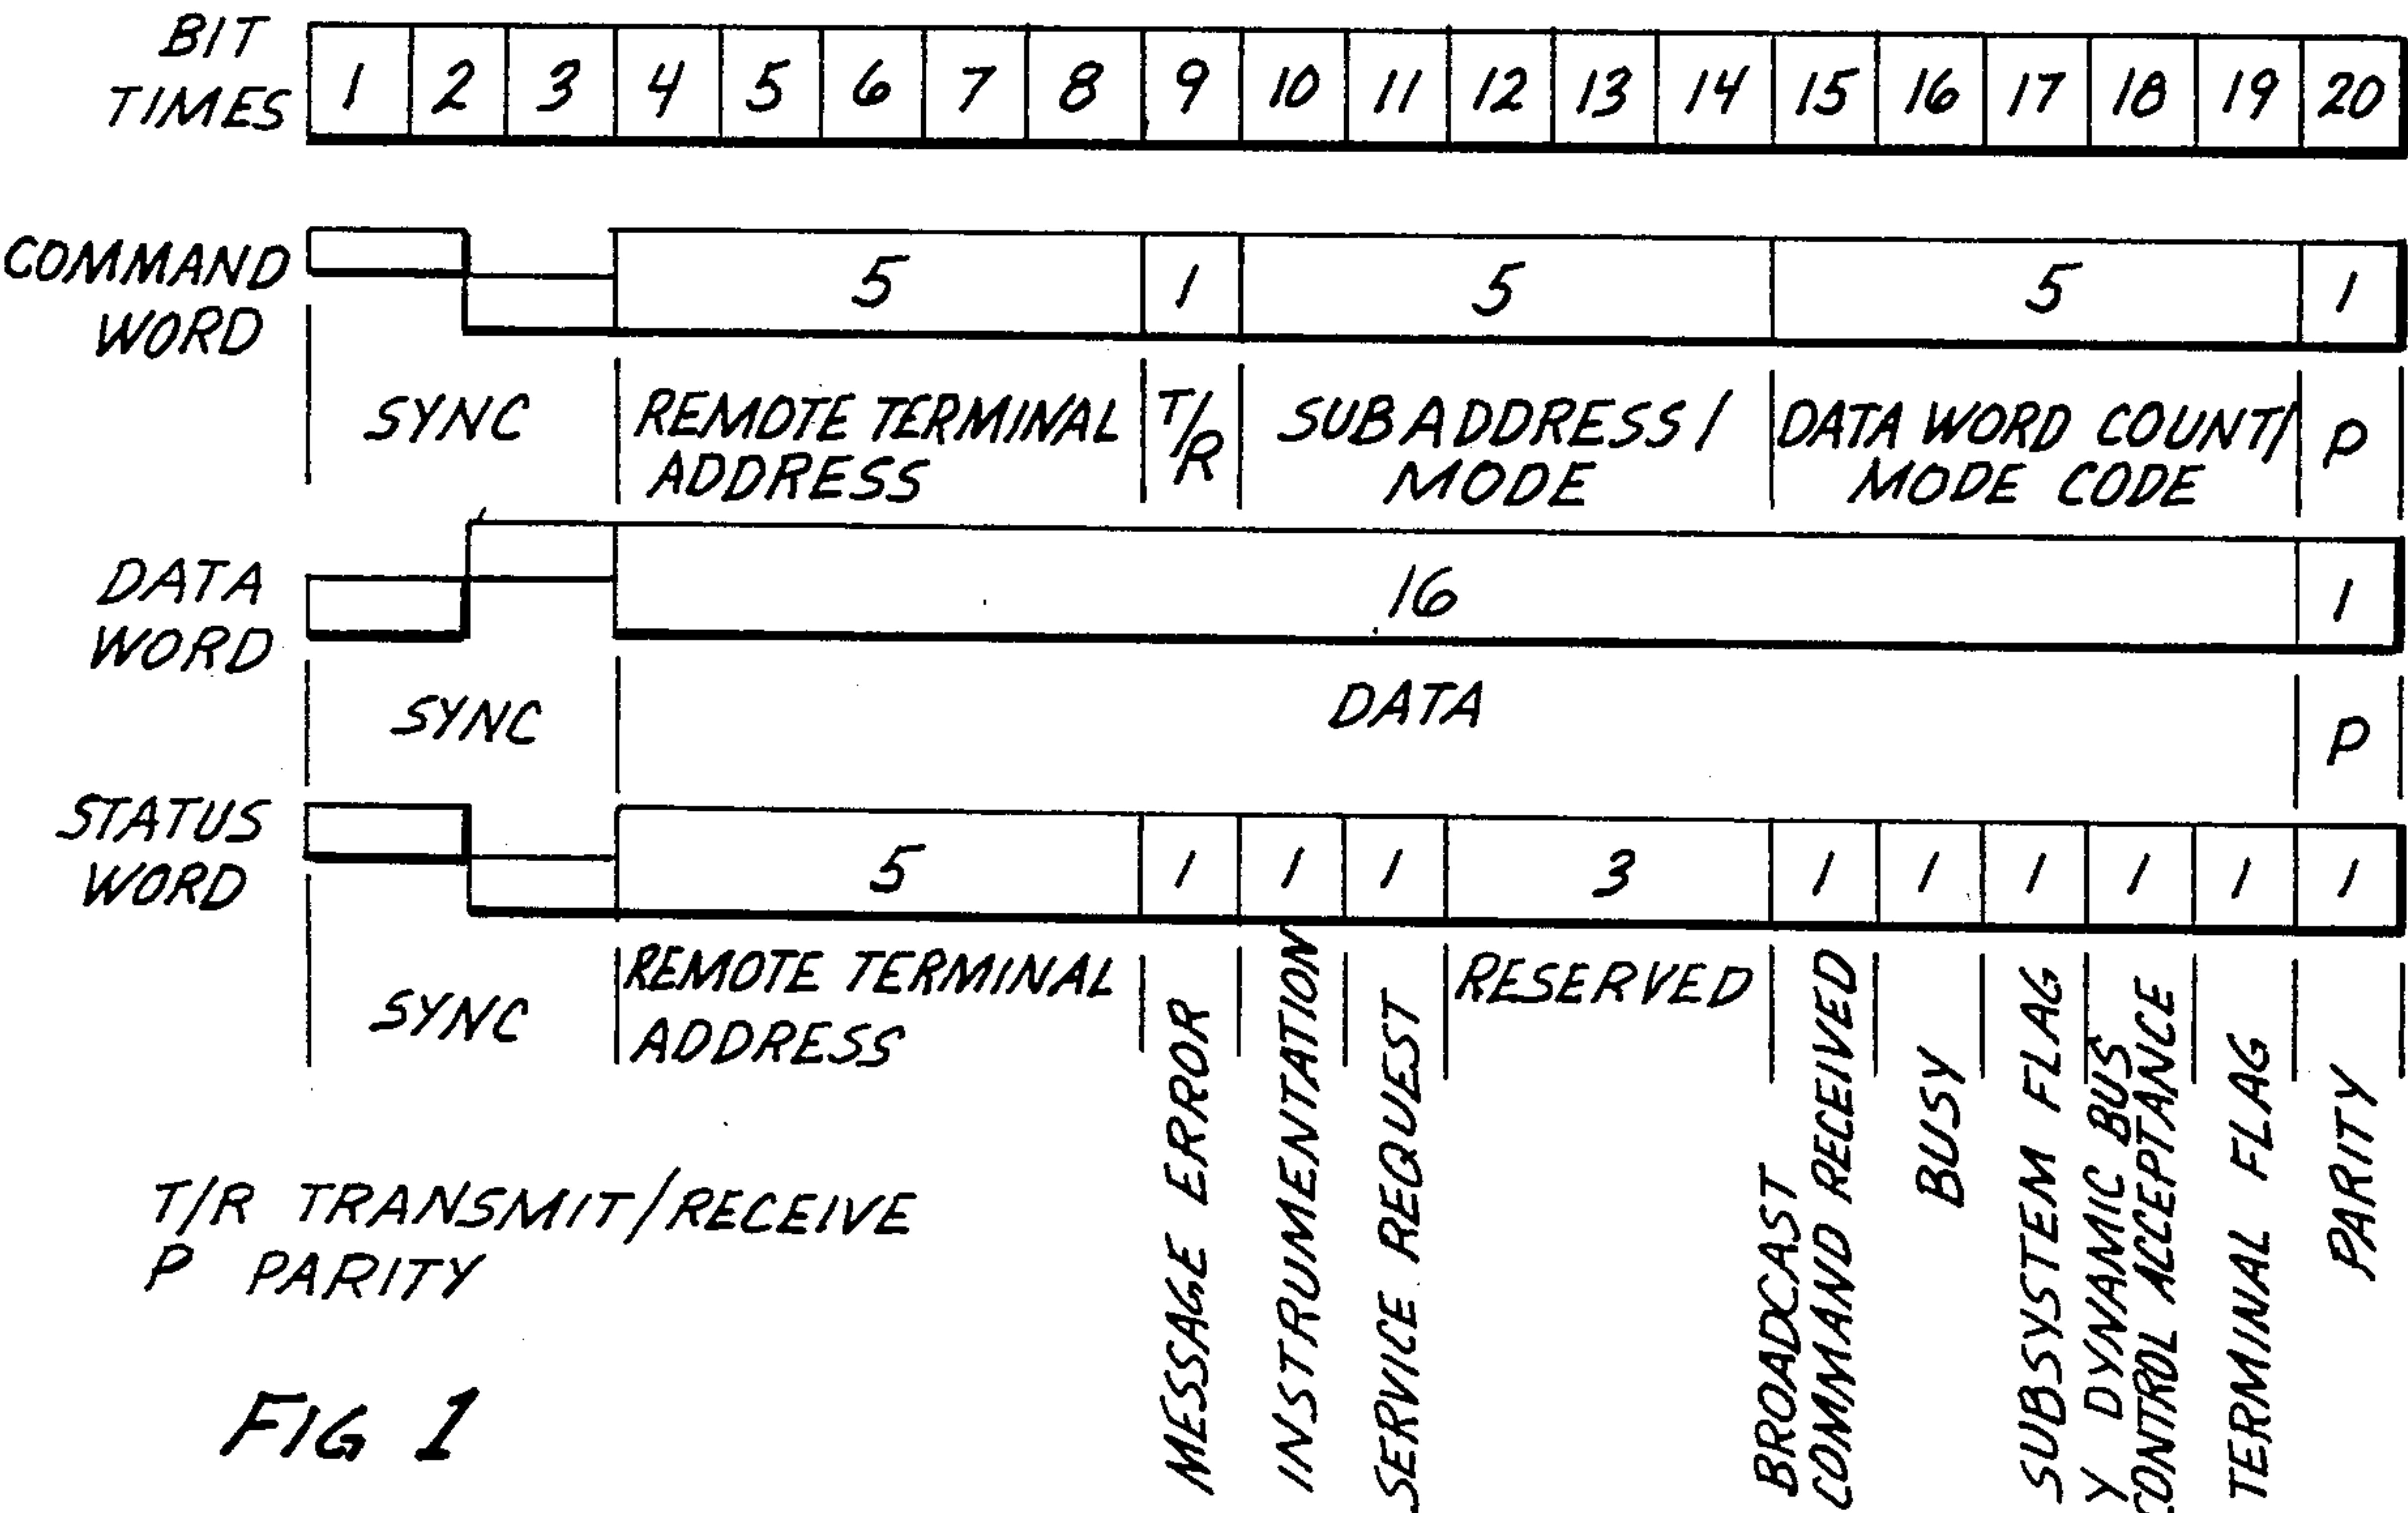 BIT
TIMES
1 2 3 4 5 6 7 8 9 10 11 12 13 14 15 16 17 18 19 20
COMMAND
WORD
5 1 5 5 1
SYNC
REMOTE TERMINAL
ADDRESS
T/R
SUBADDRESS/
MODE
DATA WORD COUNT/
MODE CODE
P
DATA
WORD
16 1
SYNC
DATA
P
STATUS
WORD
5 1 1 1 3 1 1 1 1 1 1
SYNC
REMOTE TERMINAL
ADDRESS
MESSAGE ERROR
INSTRUMENTATION
SERVICE REQUEST
RESERVED
BROADCAST
COMMAND RECEIVED
BUSY
SUBSYSTEM FLAG
Y DYNAMIC BUS
CONTROL ACCEPTANCE
TERMINAL FLAG
PARITY
T/R TRANSMIT/RECEIVE
P PARITY
FIG 1